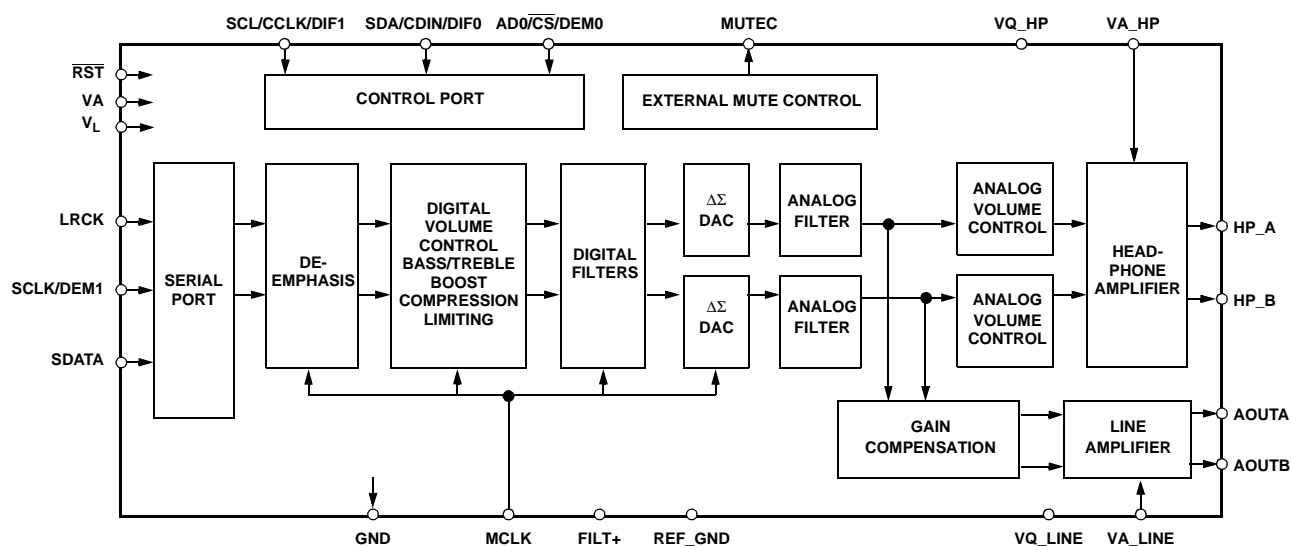 SCL/CCLK/DIF1 SDA/CDIN/DIF0 AD0/CS/DEM0 MUTEC VQ_HP VA_HP
RST
VA
VL
CONTROL PORT
EXTERNAL MUTE CONTROL
LRCK
SCLK/DEM1
SDATA
SERIAL
PORT
DE-
EMPHASIS
DIGITAL
VOLUME
CONTROL
BASS/TREBLE
BOOST
COMPRESSION
LIMITING
DIGITAL
FILTERS
ΔΣ
DAC
ΔΣ
DAC
ANALOG
FILTER
ANALOG
FILTER
ANALOG
VOLUME
CONTROL
ANALOG
VOLUME
CONTROL
HEAD-
PHONE
AMPLIFIER
HP_A
HP_B
GAIN
COMPENSATION
LINE
AMPLIFIER
AOUTA
AOUTB
GND MCLK FILT+ REF_GND VQ_LINE VA_LINE